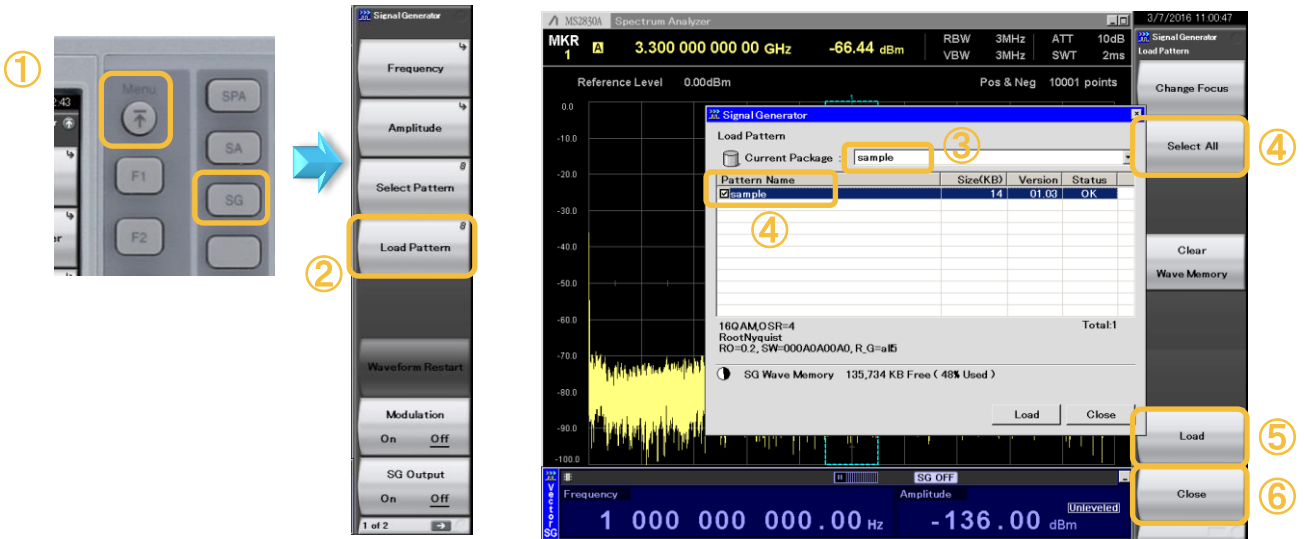 ①
2:43
Menu
SPA
SA
F1
SG
F2
er
Signal Generator
Frequency
Amplitude
Select Pattern
Load Pattern
②
Waveform Restart
Modulation
On Off
SG Output
On Off
1 of 2
MS2830A Spectrum Analyzer
3/7/2016 11:00:47
MKR
1
A
3.300 000 000 00 GHz
-66.44 dBm
RBW 3MHz
VBW 3MHz
ATT 10dB
SWT 2ms
Reference Level 0.00dBm
Pos & Neg 10001 points
0.0
-10.0
-20.0
-30.0
-40.0
-50.0
-60.0
-70.0
-80.0
-90.0
-100.0
Signal Generator
Load Pattern
Current Package : sample
③
Pattern Name Size(KB) Version Status
sample 14 01.03 OK
④
16QAM,OSR=4
Total:1
RootNyquist
RO=0.2, SW=000A0A00A0, R_G=all5
SG Wave Memory 135,734 KB Free ( 48% Used )
Load Close
Signal Generator
Load Pattern
Change Focus
Select All
④
Clear
Wave Memory
Load
⑤
Close
⑥
Vector SG
SG OFF
Frequency
1 000 000 000.00 Hz
Amplitude
Unleveled
-136.00 dBm